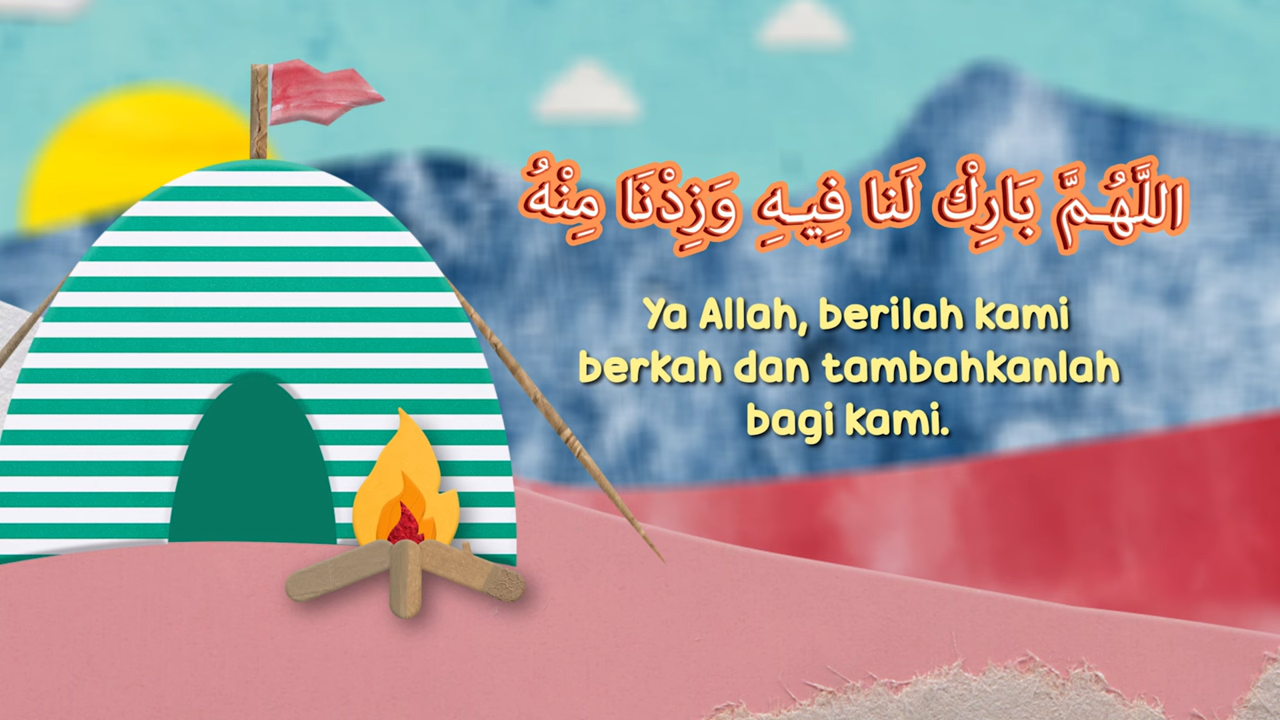 اللَّهُمَّ بَارِكْ لَنا فِيهِ وَزِدْنَا مِنْهُ
Ya Allah, berilah kami
berkah dan tambahkanlah
bagi kami.